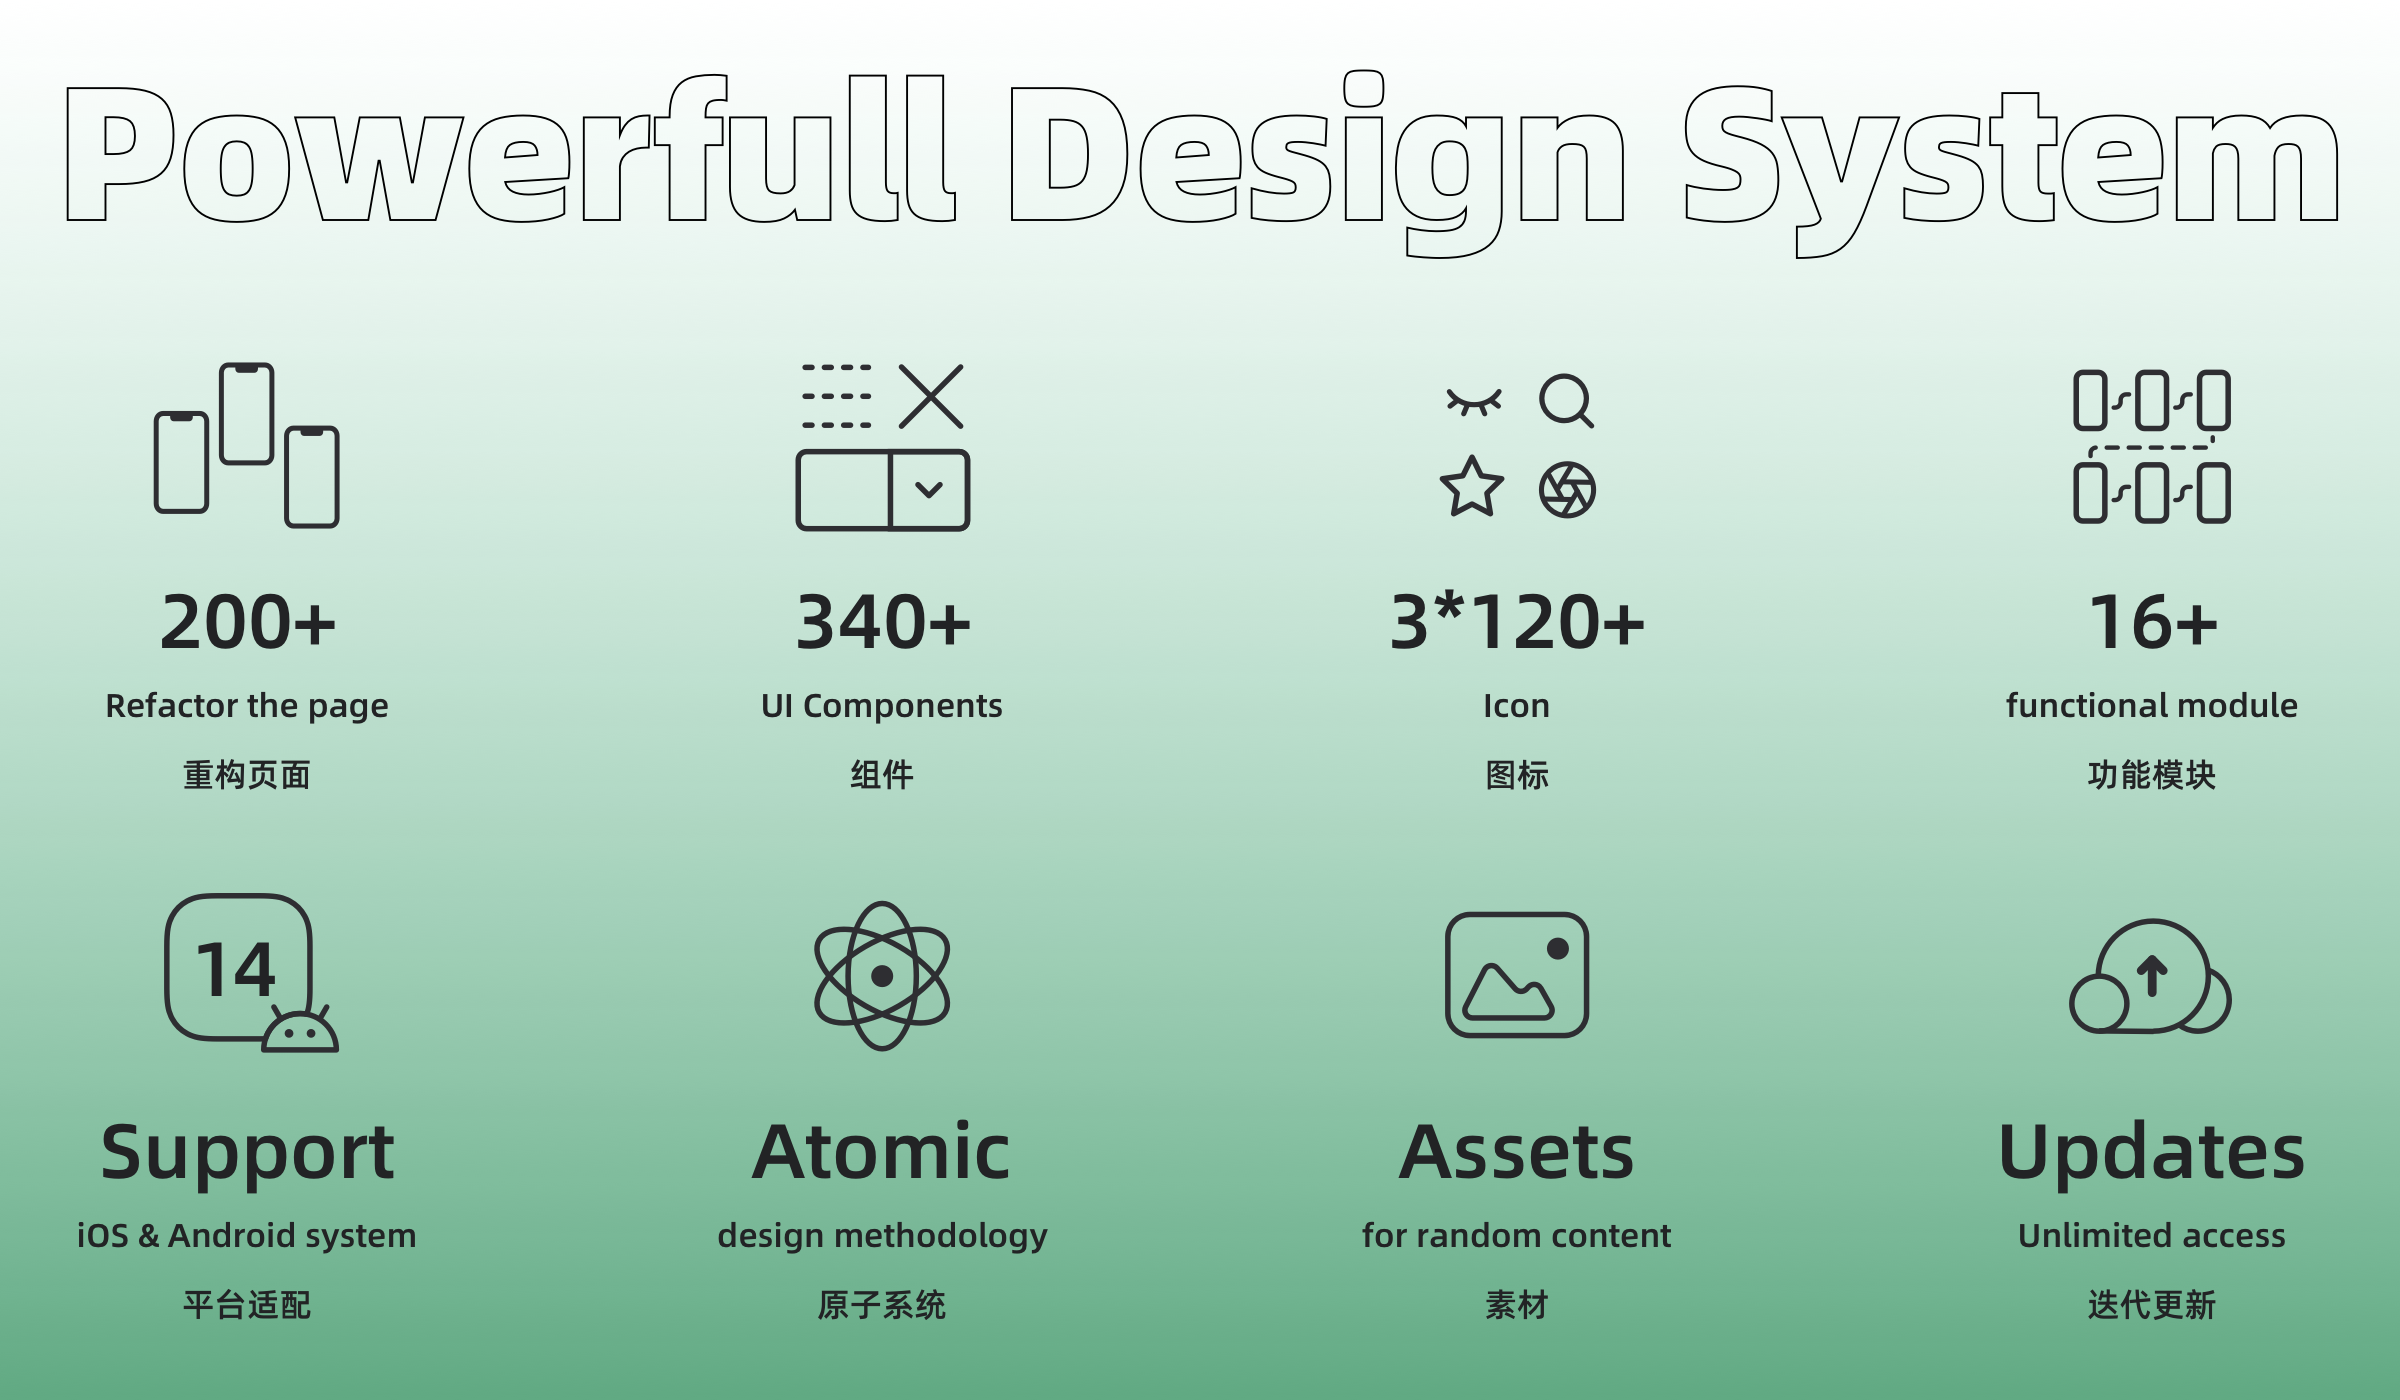 Powerfull Design System
200+
Refactor the page
重构页面
340+
UI Components
组件
3*120+
Icon
图标
16+
functional module
功能模块
14
Support
iOS & Android system
平台适配
Atomic
design methodology
原子系统
Assets
for random content
素材
Updates
Unlimited access
迭代更新